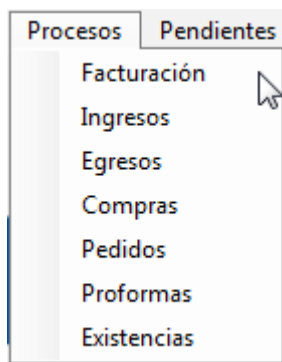 Procesos Pendientes
Facturación
Ingresos
Egresos
Compras
Pedidos
Proformas
Existencias